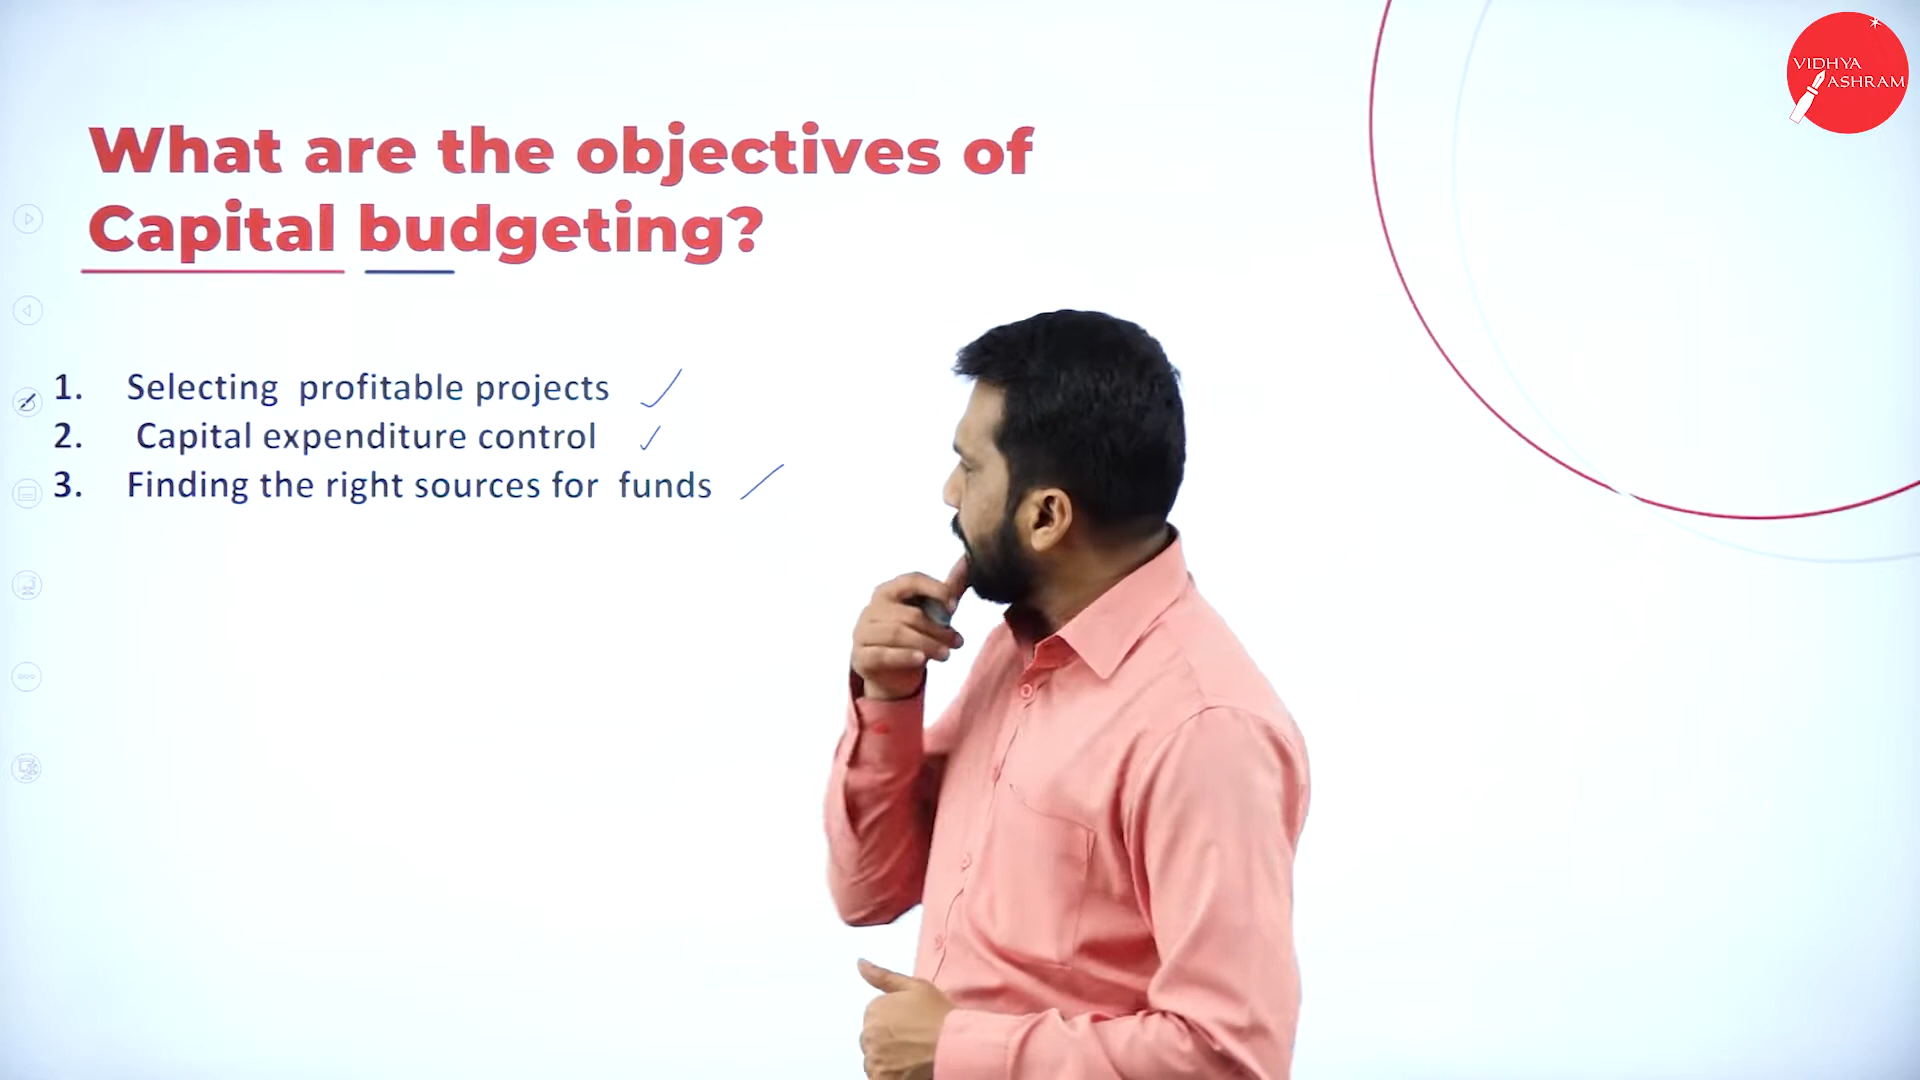 VIDHYA
ASHRAM
What are the objectives of
Capital budgeting?
1. Selecting profitable projects
2. Capital expenditure control
3. Finding the right sources for funds